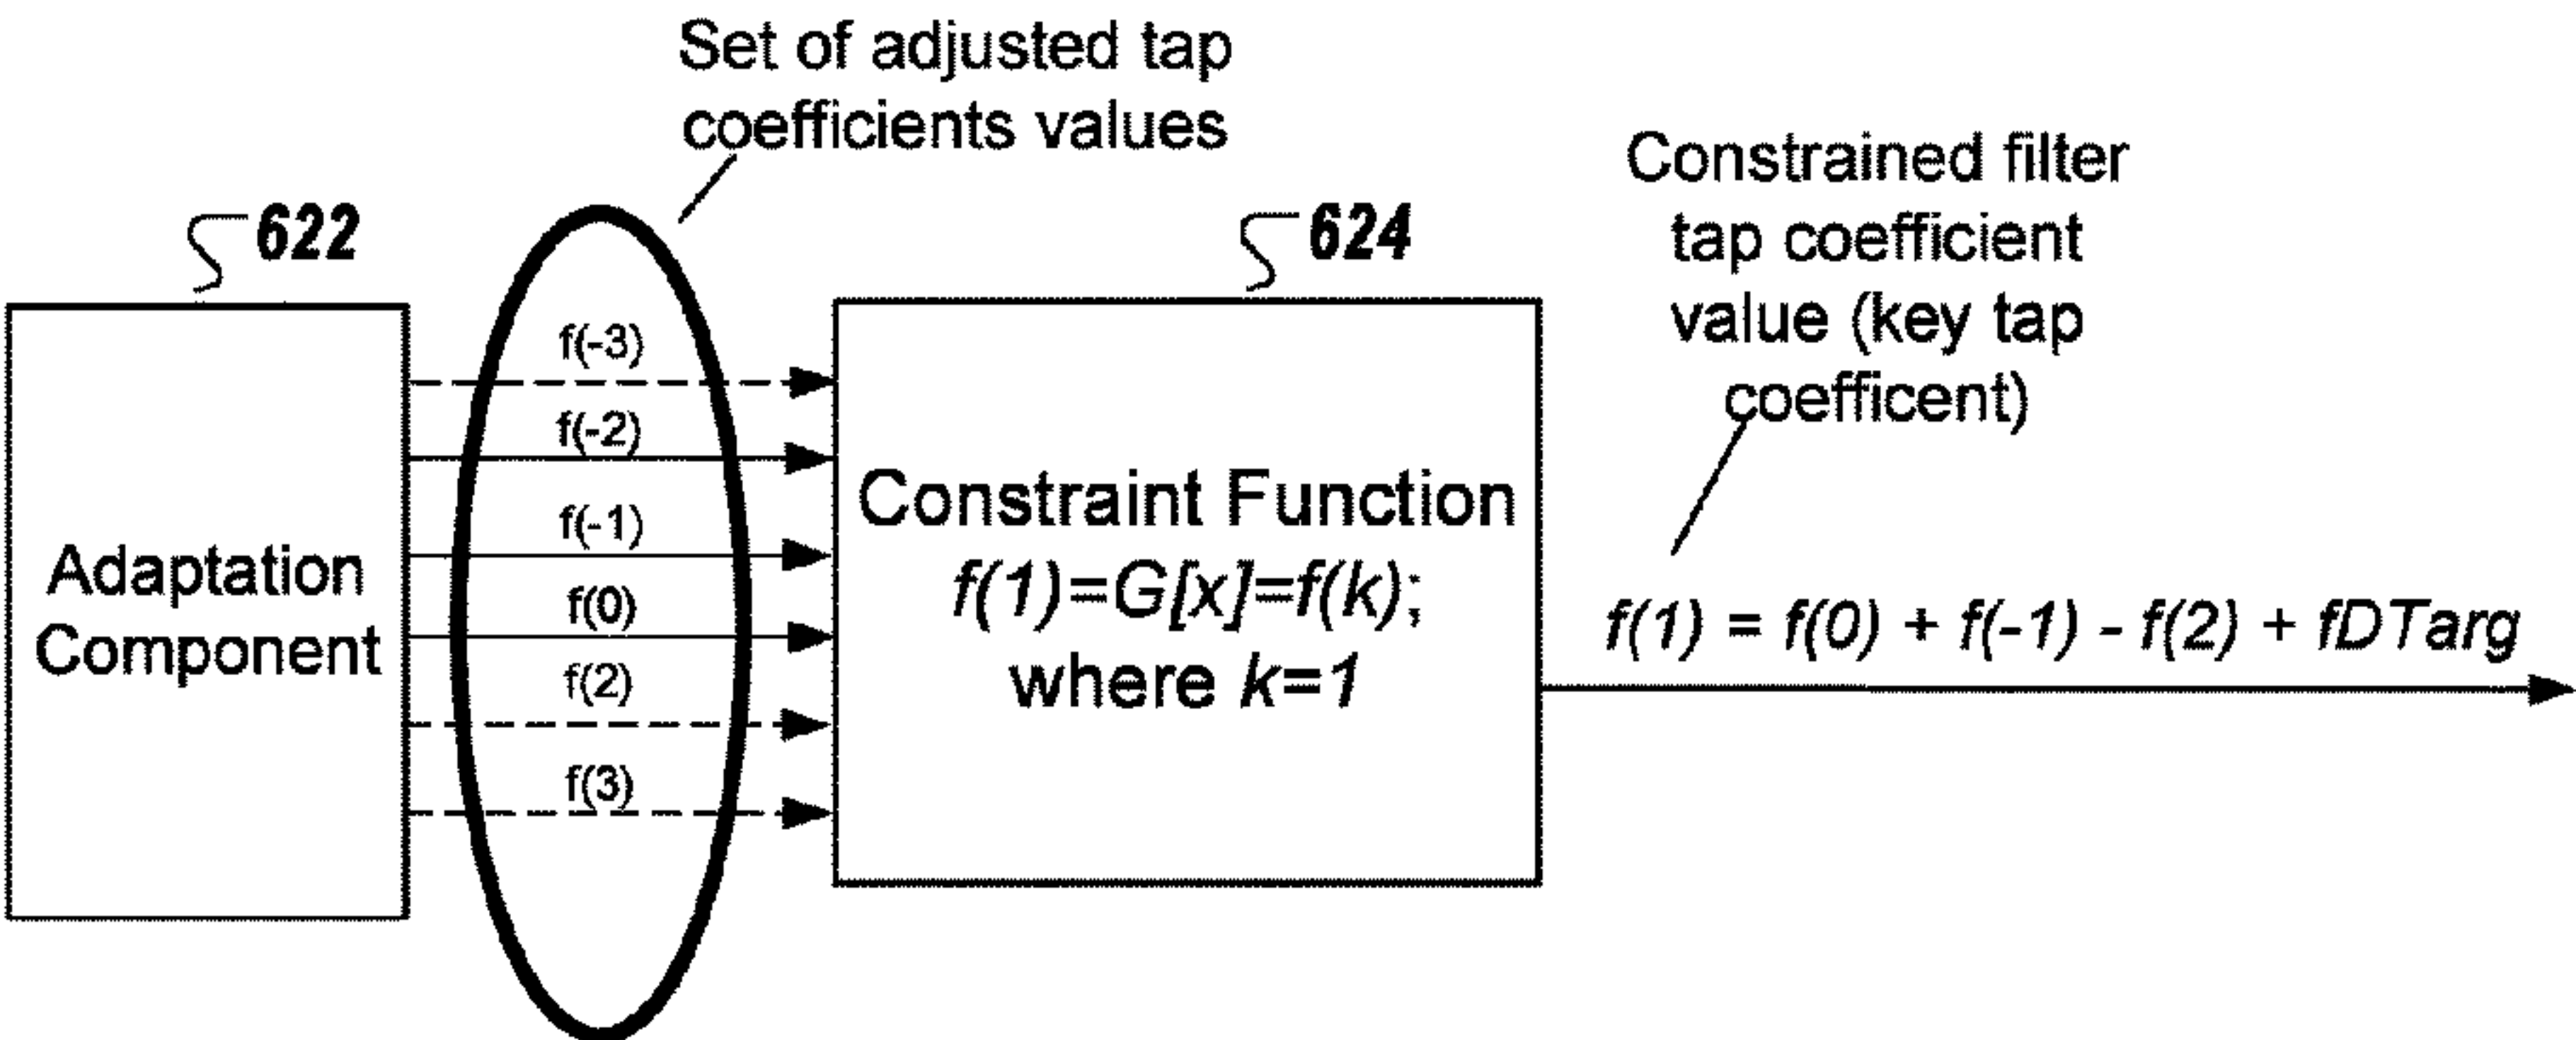 Set of adjusted tap
coefficients values
Constrained filter
tap coefficient
value (key tap
coefficent)
622
624
f(-3)
f(-2)
f(-1)
f(0)
f(2)
f(3)
Adaptation
Component
Constraint Function
f(1)=G[x]=f(k);
where k=1
f(1) = f(0) + f(-1) - f(2) + fDTarg